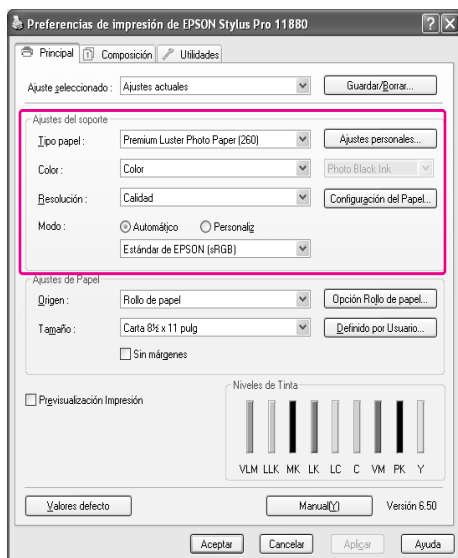 Preferencias de impresión de EPSON Stylus Pro 11880
Principal Composición Utilidades
Ajuste seleccionado : Ajustes actuales Guardar/Borrar...
Ajustes del soporte
Tipo papel : Premium Luster Photo Paper (260) Ajustes personales...
Color : Color Photo Black Ink
Resolución : Calidad Configuración del Papel...
Modo : Automático Personaliz
Estándar de EPSON (sRGB)
Ajustes de Papel
Origen : Rollo de papel Opción Rollo de papel...
Tamaño : Carta 8½ x 11 pulg Definido por Usuario...
Sin márgenes
Previsualización Impresión
Niveles de Tinta
VLM LLK MK LK LC C VM PK Y
Valores defecto Manual(Y) Versión 6.50
Aceptar Cancelar Aplicar Ayuda